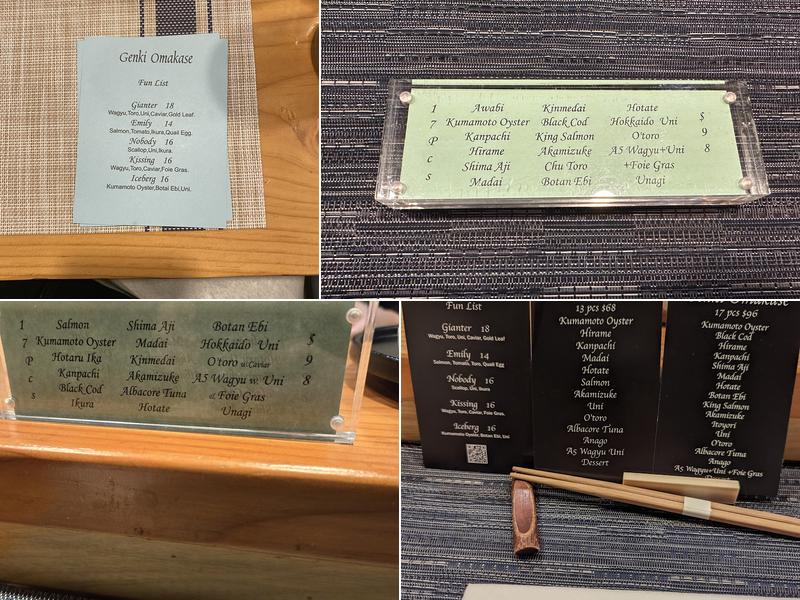 Genki Omakase
Fun List
Gianter 18
Wagyu,Toro,Uni,Caviar,Gold Leaf.
Emily 14
Salmon,Tomato,Ikura,Quail Egg.
Nobody 16
Scallop,Uni,Ikura.
Kissing 16
Wagyu,Toro,Caviar,Foie Gras.
Iceberg 16
Kumamoto Oyster,Botai Ebi,Uni.
1 Awabi Kinmedai Hotate
7 Kumamoto Oyster Black Cod Hokkaido Uni $
P Kanpachi King Salmon O'toro 9
c Hirame Akamizuke A5 Wagyu+Uni 8
s Shima Aji Chu Toro +Foie Gras
Madai Botan Ebi Unagi
1 Salmon Shima Aji Botan Ebi
7 Kumamoto Oyster Madai Hokkaido Uni $
P Hotaru Ika Kinmedai O'toro w/Caviar 9
c Kanpachi Akamizuke A5 Wagyu w. Uni 8
s Black Cod Albacore Tuna & Foie Gras
Ikura Hotate Unagi
Fun List
Gianter 18
Wagyu, Toro, Uni, Caviar, Gold Leaf
Emily 14
Salmon, Tomato, Toro, Quail Egg
Nobody 16
Scallop, Uni, Ikura
Kissing 16
Wagyu, Toro, Caviar, Foie Gras.
Iceberg 16
Kumamoto Oyster, Botan Ebi, Uni.
13 pcs $68
Kumamoto Oyster
Hirame
Kanpachi
Madai
Hotate
Salmon
Akamizuke
Uni
O'toro
Albacore Tuna
Anago
A5 Wagyu Uni
Dessert
Omakase
17 pcs $96
Kumamoto Oyster
Black Cod
Hirame
Kanpachi
Shima Aji
Madai
Hotate
Botan Ebi
King Salmon
Akamizuke
Itoyori
Uni
O'toro
Albacore Tuna
Anago
A5 Wagyu+Uni +Foie Gras